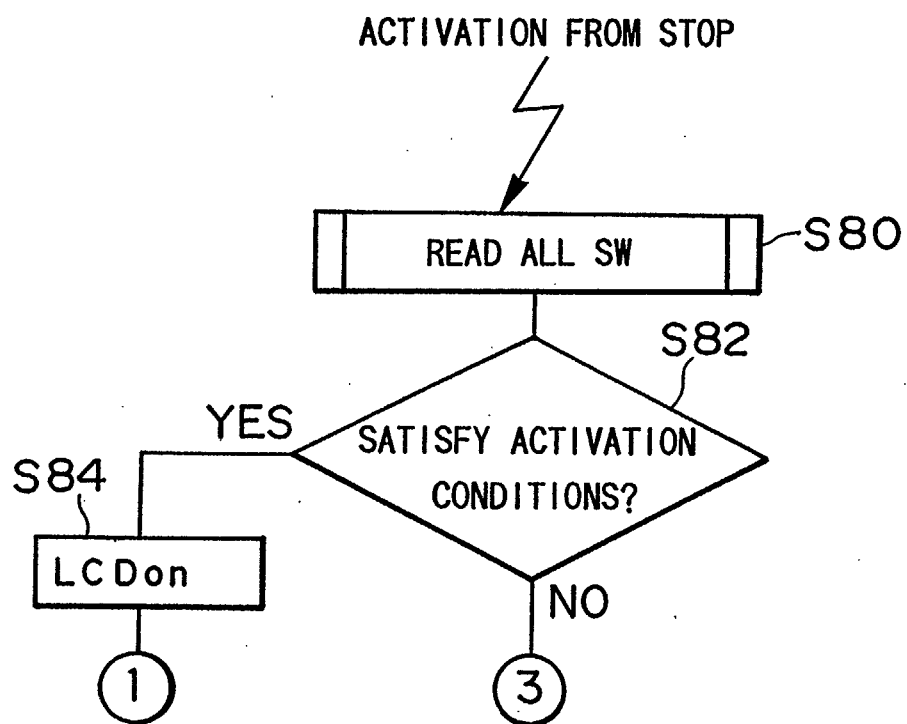 ACTIVATION FROM STOP
READ ALL SW
S80
S82
YES
SATISFY ACTIVATION
CONDITIONS?
S84
LCDon
NO
1
3